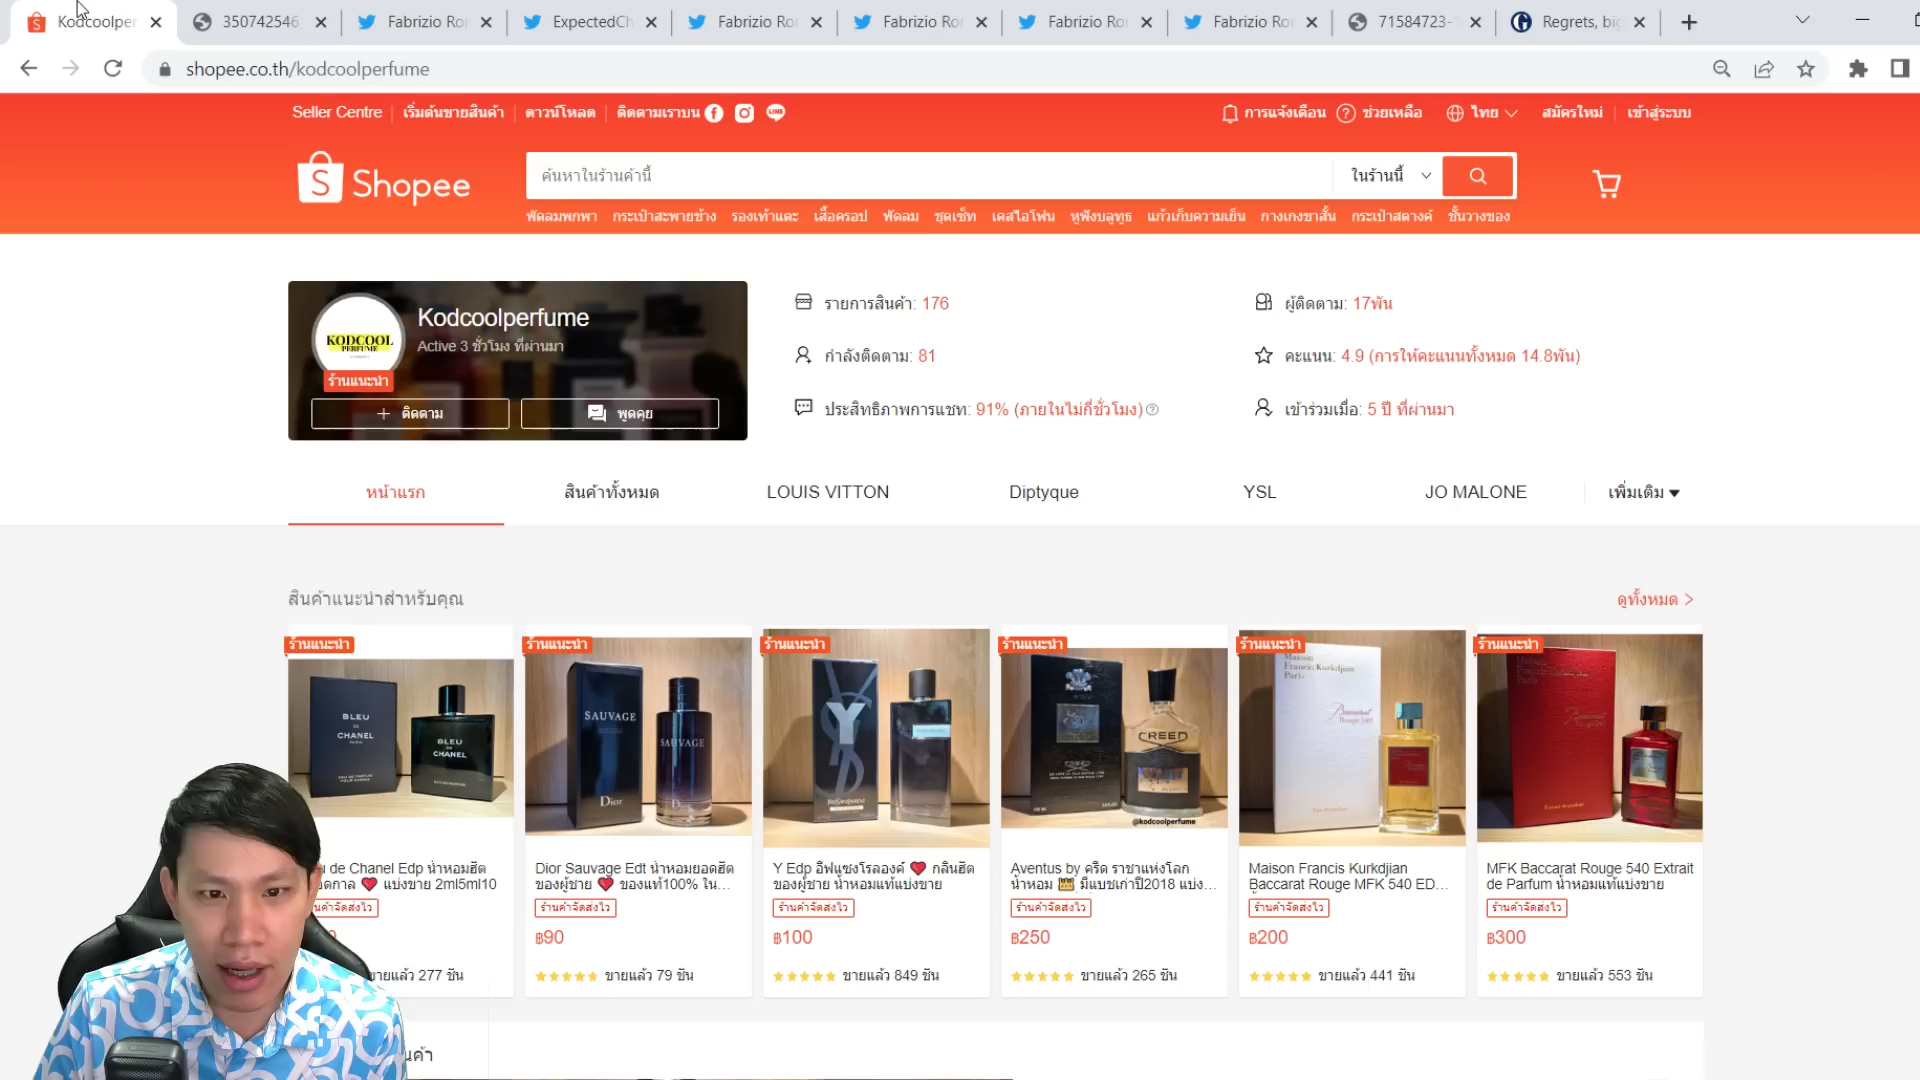 Kodcoolper
350742546_
Fabrizio Ro
ExpectedCh
Fabrizio Ro
Fabrizio Ro
Fabrizio Ro
Fabrizio Ro
71584723-
Regrets, big
shopee.co.th/kodcoolperfume
Seller Centre
เริ่มต้นขายสินค้า
ดาวน์โหลด
ติดตามเราบน
การแจ้งเตือน
ช่วยเหลือ
ไทย
สมัครใหม่
เข้าสู่ระบบ
Shopee
ค้นหาในร้านค้านี้
ในร้านนี้
พัดลมพกพา กระเป๋าสะพายข้าง รองเท้าแตะ เสื้อครอป พัดลม ชุดเซ็ท เคสไอโฟน หูฟังบลูทูธ แก้วเก็บความเย็น กางเกงขาสั้น กระเป๋าสตางค์ ชั้นวางของ
KODCOOL
PERFUME
ร้านแนะนำ
Kodcoolperfume
Active 3 ชั่วโมง ที่ผ่านมา
+ ติดตาม
พูดคุย
รายการสินค้า: 176
ผู้ติดตาม: 17พัน
กำลังติดตาม: 81
คะแนน: 4.9 (การให้คะแนนทั้งหมด 14.8พัน)
ประสิทธิภาพการแชท: 91% (ภายในไม่กี่ชั่วโมง)
เข้าร่วมเมื่อ: 5 ปี ที่ผ่านมา
หน้าแรก
สินค้าทั้งหมด
LOUIS VITTON
Diptyque
YSL
JO MALONE
เพิ่มเติม
สินค้าแนะนำสำหรับคุณ
ดูทั้งหมด >
ร้านแนะนำ
ร้านแนะนำ
ร้านแนะนำ
ร้านแนะนำ
ร้านแนะนำ
ร้านแนะนำ
BLEU
DE
CHANEL
PARIS
BLEU
DE
CHANEL
SAUVAGE
Dior
SAUVAGE
Dior
Y
CREED
@kodcoolperfume
Maison
Francis Kurkdjian
Paris
Baccarat
Rouge 540
Baccarat
Rouge 540
de Chanel Edp น้ำหอมฮิต
ตกาล ❤️ แบ่งขาย 2ml5ml10
นค้าจัดส่งไว
ขายแล้ว 277 ชิ้น
Dior Sauvage Edt น้ำหอมยอดฮิต
ของผู้ชาย ❤️ ของแท้100% ใน...
ร้านค้าจัดส่งไว
฿90
ขายแล้ว 79 ชิ้น
Y Edp อีฟแซงโรลองค์ ❤️ กลิ่นฮิต
ของผู้ชาย น้ำหอมแท้แบ่งขาย
ร้านค้าจัดส่งไว
฿100
ขายแล้ว 849 ชิ้น
Aventus by ครีด ราชาแห่งโลก
น้ำหอม 👑 มีแบชเก่าปี2018 แบ่ง...
ร้านค้าจัดส่งไว
฿250
ขายแล้ว 265 ชิ้น
Maison Francis Kurkdjian
Baccarat Rouge MFK 540 ED...
ร้านค้าจัดส่งไว
฿200
ขายแล้ว 441 ชิ้น
MFK Baccarat Rouge 540 Extrait
de Parfum น้ำหอมแท้แบ่งขาย
ร้านค้าจัดส่งไว
฿300
ขายแล้ว 553 ชิ้น
นค้า